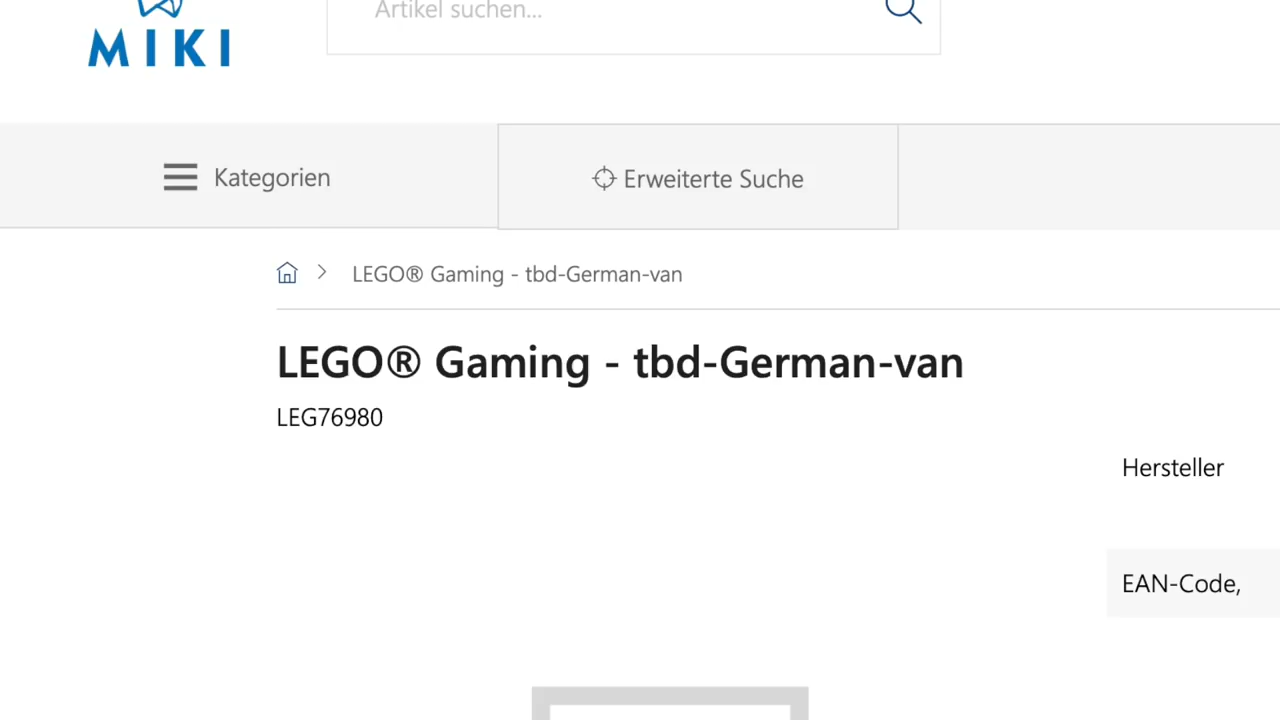 Artikel suchen...
MIKI
Kategorien
Erweiterte Suche
LEGO® Gaming - tbd-German-van
LEGO® Gaming - tbd-German-van
LEG76980
Hersteller
EAN-Code,